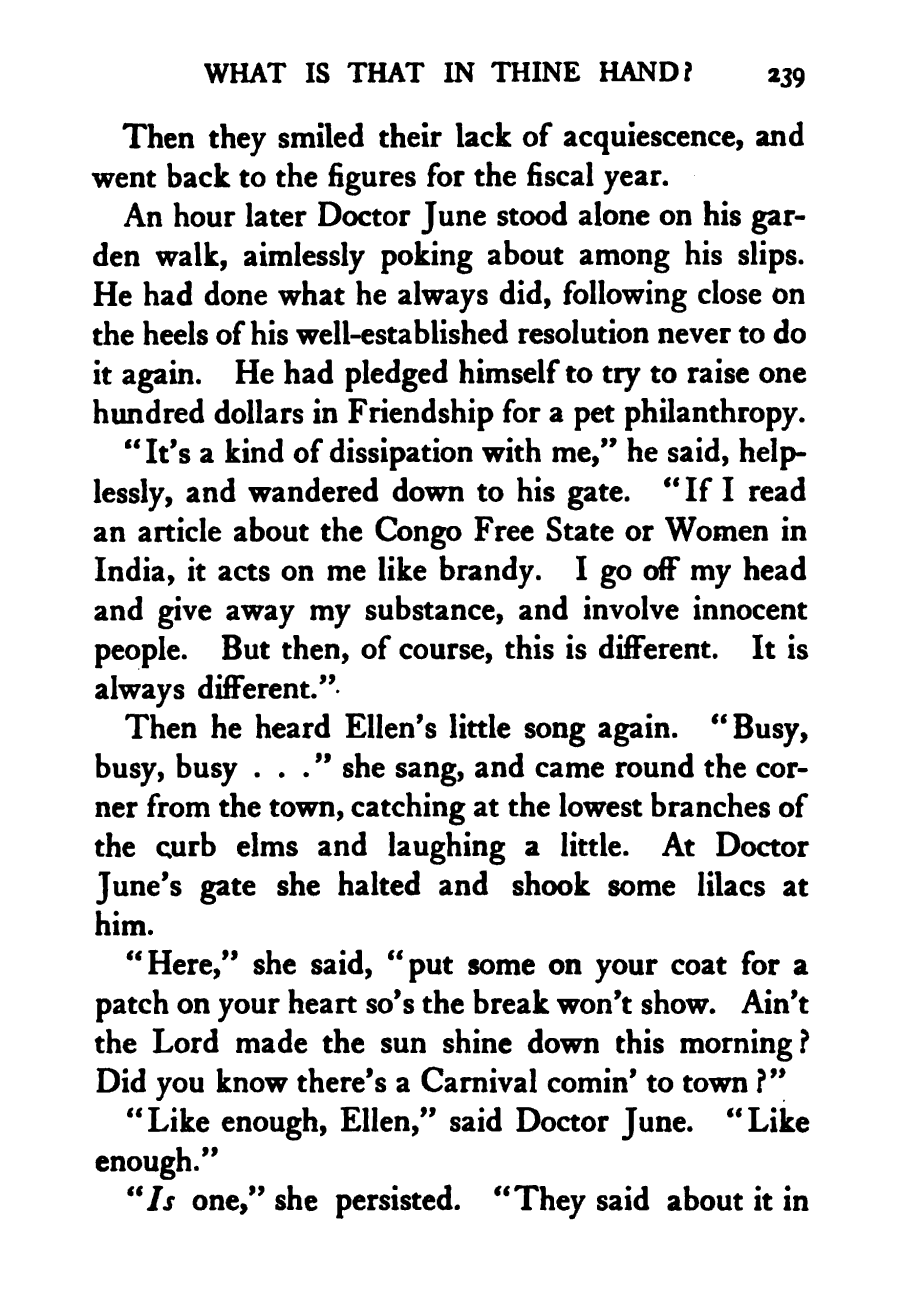 WHAT IS THAT IN THINE HAND? 239
Then they smiled their lack of acquiescence, and
went back to the figures for the fiscal year.
An hour later Doctor June stood alone on his gar-
den walk, aimlessly poking about among his slips.
He had done what he always did, following close on
the heels of his well-established resolution never to do
it again. He had pledged himself to try to raise one
hundred dollars in Friendship for a pet philanthropy.
"It's a kind of dissipation with me," he said, help-
lessly, and wandered down to his gate. "If I read
an article about the Congo Free State or Women in
India, it acts on me like brandy. I go off my head
and give away my substance, and involve innocent
people. But then, of course, this is different. It is
always different."
Then he heard Ellen's little song again. "Busy,
busy, busy . . ." she sang, and came round the cor-
ner from the town, catching at the lowest branches of
the curb elms and laughing a little. At Doctor
June's gate she halted and shook some lilacs at
him.
"Here," she said, "put some on your coat for a
patch on your heart so's the break won't show. Ain't
the Lord made the sun shine down this morning?
Did you know there's a Carnival comin' to town?"
"Like enough, Ellen," said Doctor June. "Like
enough."
"Is one," she persisted. "They said about it in